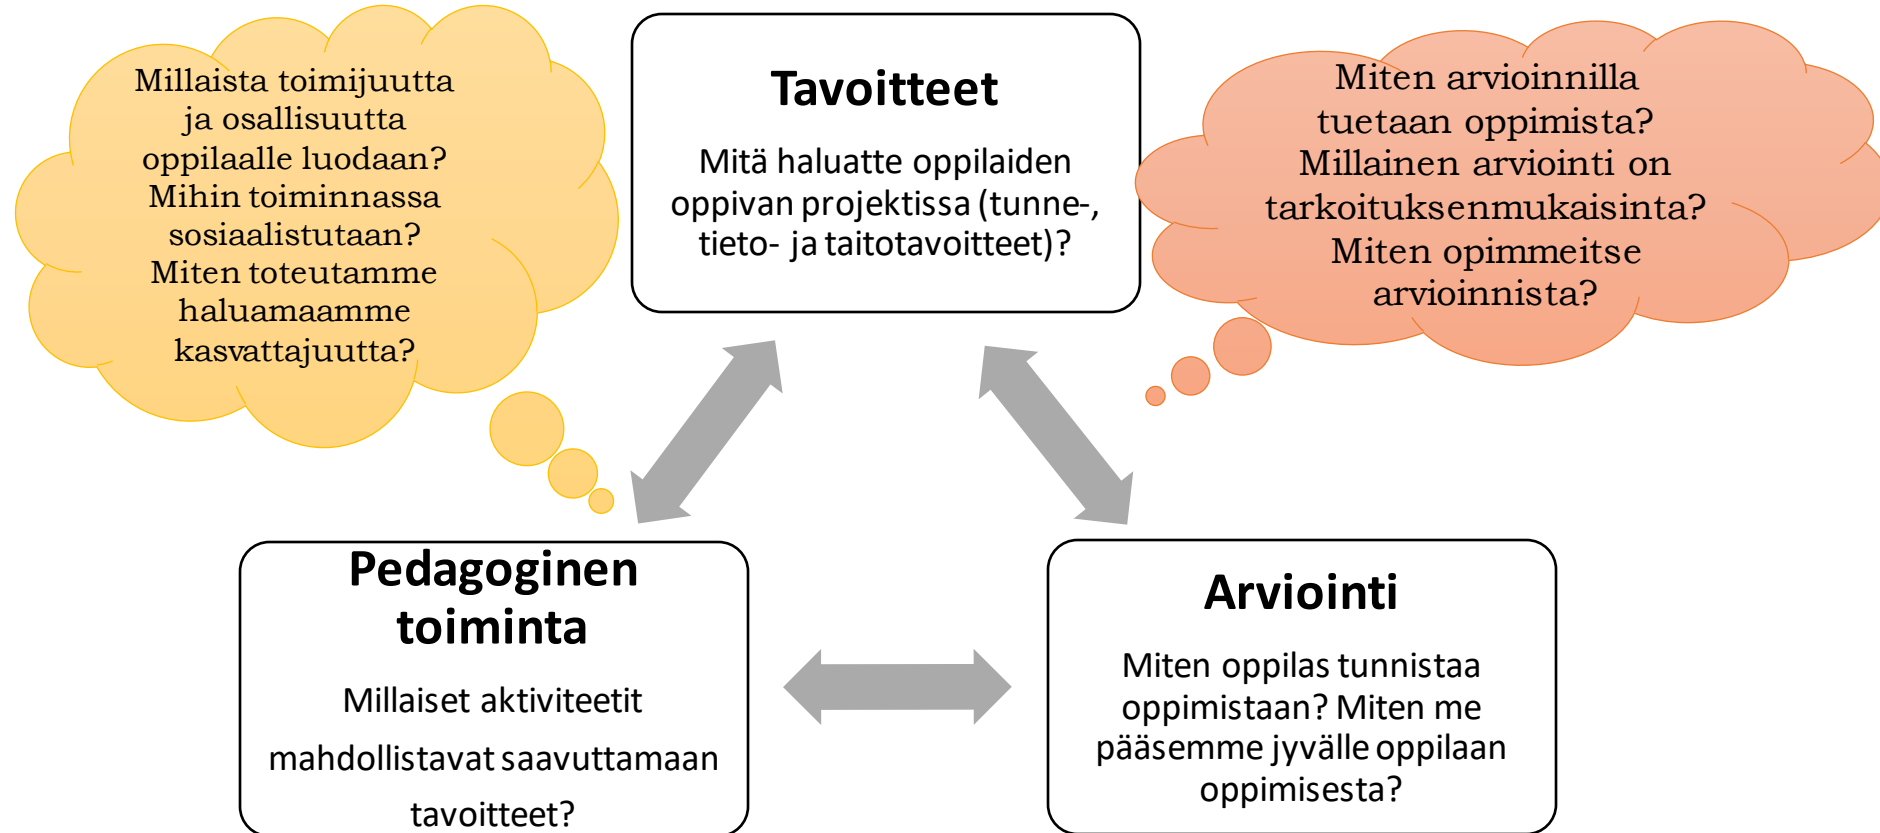 Millaista toimijuutta
ja osallisuutta
oppilaalle luodaan?
Mihin toiminnassa
sosiaalistutaan?
Miten toteutamme
haluamaamme
kasvattajuutta?
Tavoitteet
Mitä haluatte oppilaiden
oppivan projektissa (tunne-,
tieto- ja taitotavoitteet)?
Miten arvioinnilla
tuetaan oppimista?
Millainen arviointi on
tarkoituksenmukaisinta?
Miten opimmeitse
arvioinnista?
Pedagoginen
toiminta
Millaiset aktiviteetit
mahdollistavat saavuttamaan
tavoitteet?
Arviointi
Miten oppilas tunnistaa
oppimistaan? Miten me
pääsemme jyvälle oppilaan
oppimisesta?